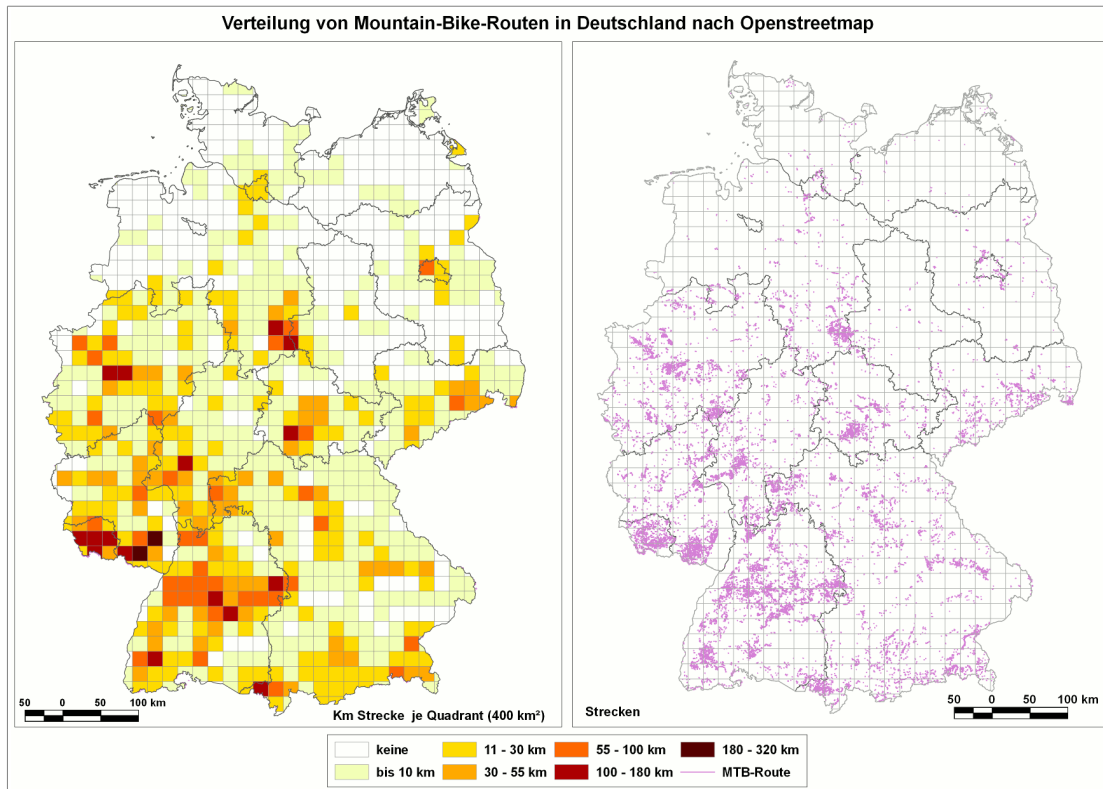 Verteilung von Mountain-Bike-Routen in Deutschland nach Openstreetmap
50 0 50 100 km
Km Strecke je Quadrant (400 km²)
Strecken
50 0 50 100 km
keine
11 - 30 km
55 - 100 km
180 - 320 km
bis 10 km
30 - 55 km
100 - 180 km
MTB-Route